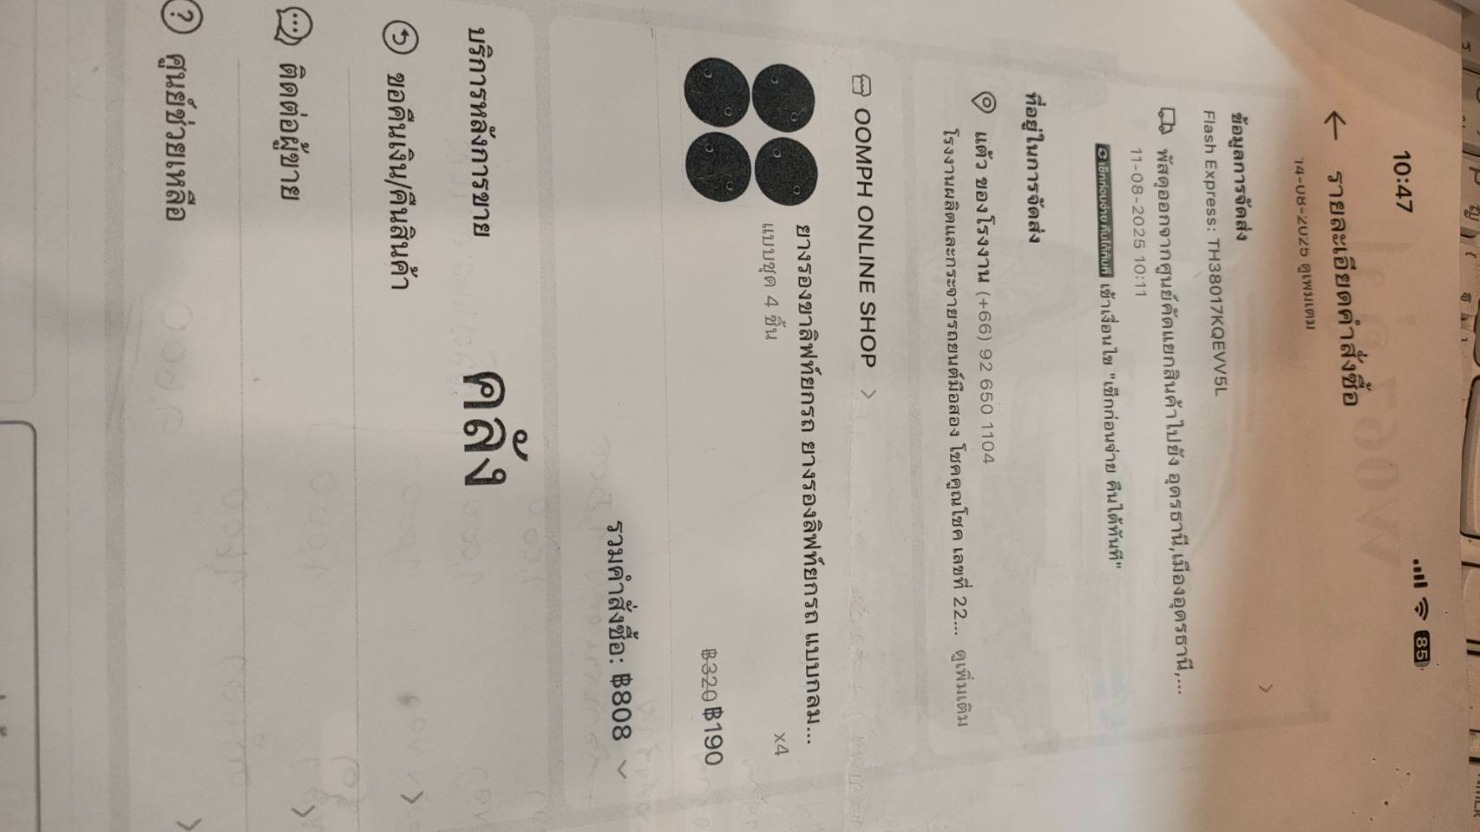 10:47
85
← รายละเอียดคำสั่งซื้อ
14-08-2025 ดูเพิ่มเติม
ข้อมูลการจัดส่ง
Flash Express: TH38017KQEVV5L
พัสดุออกจากศูนย์คัดแยกสินค้าไปยัง อุดรธานี,เมืองอุดรธานี,...
11-08-2025 10:11
เช็กก่อนจ่าย คืนได้ทันที เข้าเงื่อนไข "เช็กก่อนจ่าย คืนได้ทันที"
ที่อยู่ในการจัดส่ง
แต้ว ของโรงงาน (+66) 92 650 1104
โรงงานผลิตและกระจายรถยนต์มือสอง โชคคูณโชค เลขที่ 22... ดูเพิ่มเติม
OOMPH ONLINE SHOP >
ยางรองขาลิฟท์ยกรถ ยางรองลิฟท์ยกรถ แบบกลม...
แบบชุด 4 ชิ้น
x4
฿320 ฿190
รวมคำสั่งซื้อ: ฿808
คลัง
บริการหลังการขาย
ขอคืนเงิน/คืนสินค้า
ติดต่อผู้ขาย
ศูนย์ช่วยเหลือ